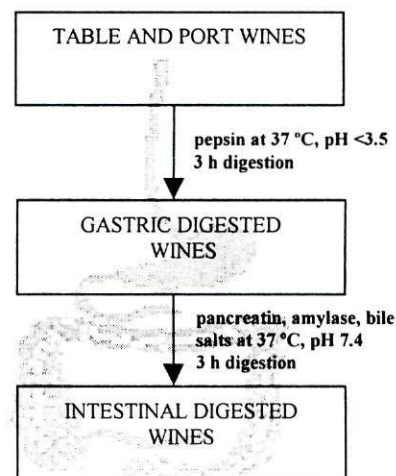 TABLE AND PORT WINES
pepsin at 37 °C, pH <3.5
3 h digestion
GASTRIC DIGESTED
WINES
pancreatin, amylase, bile
salts at 37 °C, pH 7.4
3 h digestion
INTESTINAL DIGESTED
WINES